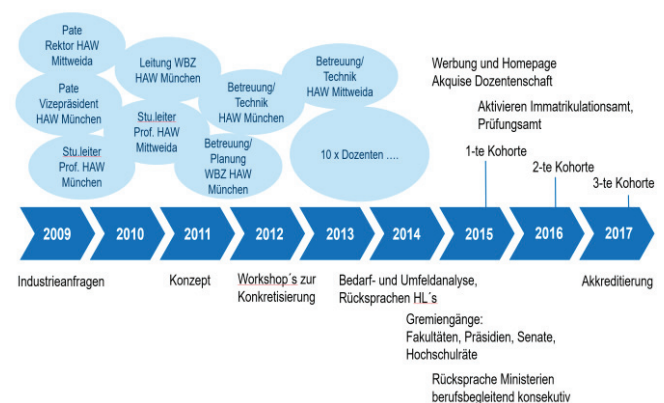 Pate
Rektor HAW
Mittweida
Leitung WBZ
HAW München
Betreuung/
Technik
HAW Mittweida
Pate
Vizepräsident
HAW München
Betreuung/
Technik
HAW München
Stu.leiter
Prof. HAW
Mittweida
Stu.leiter
Prof. HAW
München
Betreuung/
Planung
WBZ HAW
München
10 x Dozenten ....
Werbung und Homepage
Akquise Dozentenschaft
Aktivieren Immatrikulationsamt,
Prüfungsamt
1-te Kohorte
2-te Kohorte
3-te Kohorte
2009
2010
2011
2012
2013
2014
2015
2016
2017
Industrieanfragen
Konzept
Workshop´s zur
Konkretisierung
Bedarf- und Umfeldanalyse,
Rücksprachen HL´s
Akkreditierung
Gremiengänge:
Fakultäten, Präsidien, Senate,
Hochschulräte
Rücksprache Ministerien
berufsbegleitend konsekutiv